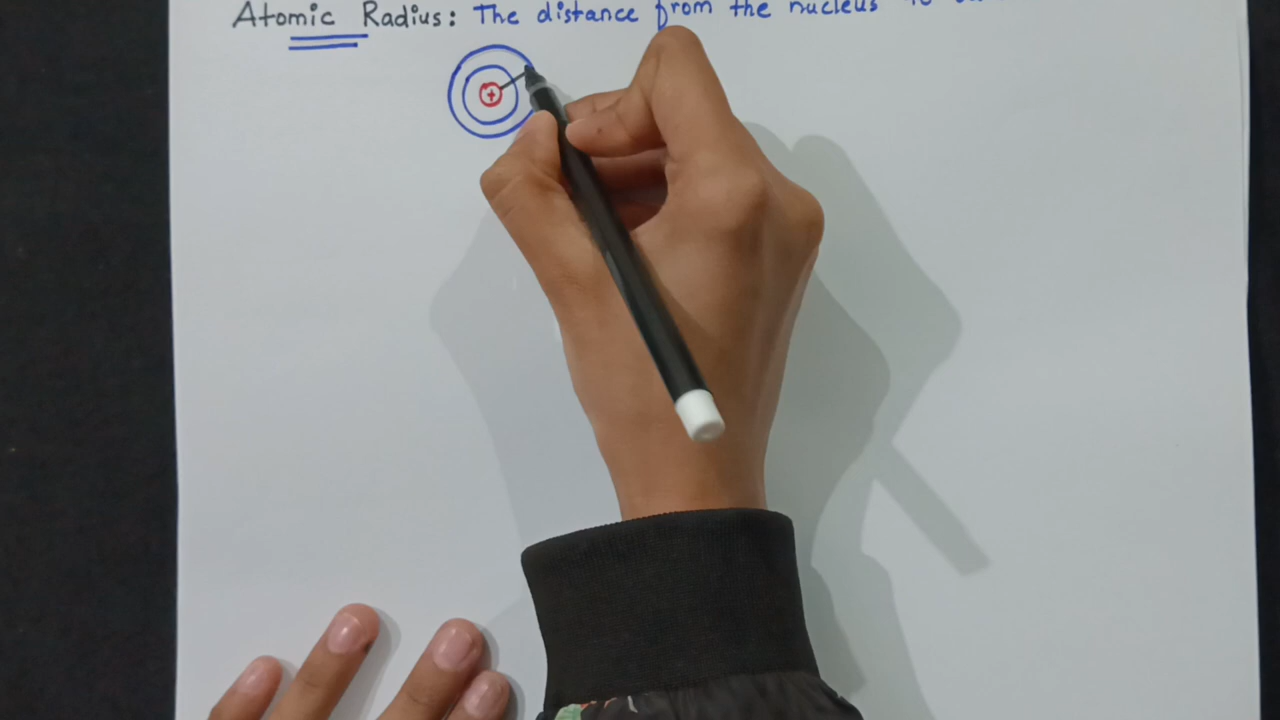 Atomic Radius: The distance from the nucleus
+